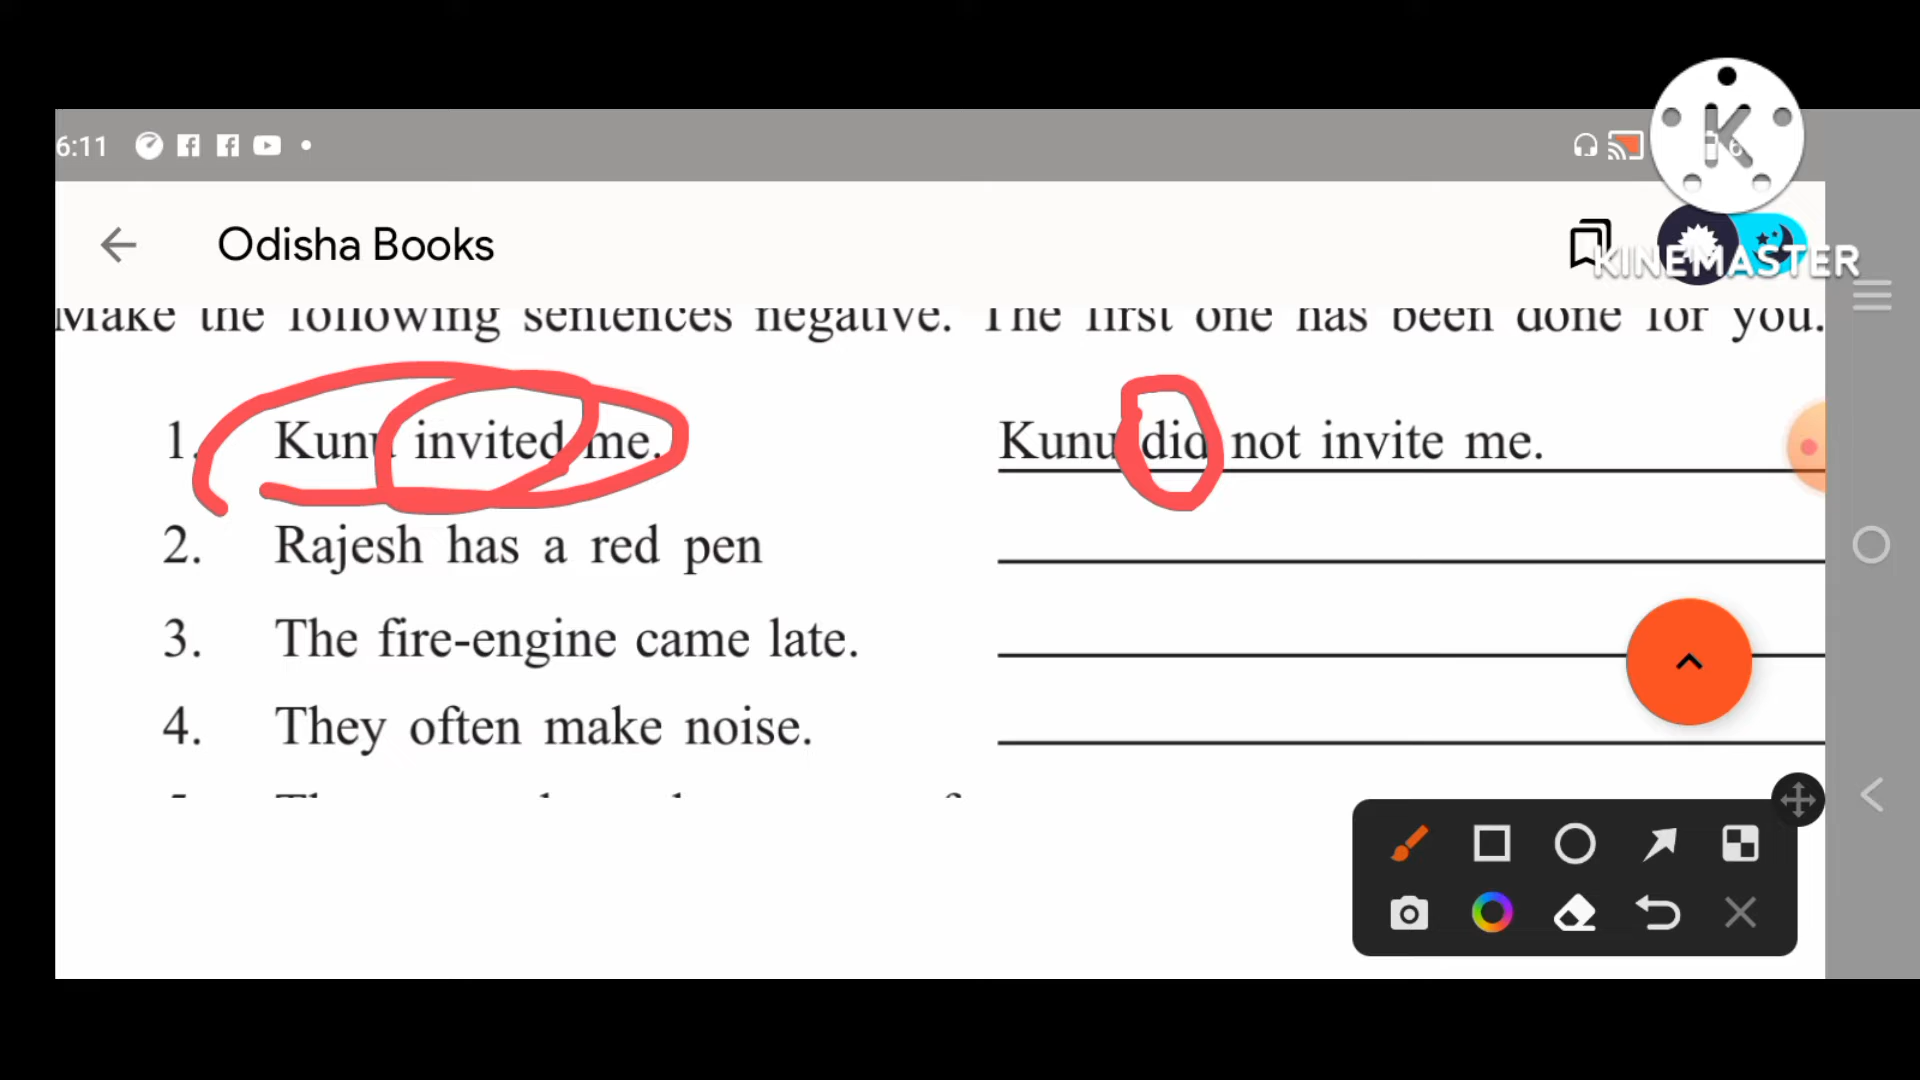 6:11
Odisha Books
KINEMASTER
Make the following sentences negative. The first one has been done for you.
1. Kunu invited me. Kunu did not invite me.
2. Rajesh has a red pen
3. The fire-engine came late.
4. They often make noise.